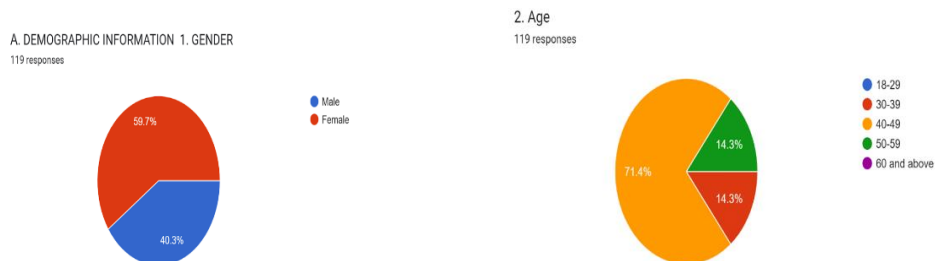 A. DEMOGRAPHIC INFORMATION 1. GENDER
119 responses
59.7%
40.3%
Male
Female
2. Age
119 responses
71.4%
14.3%
14.3%
18-29
30-39
40-49
50-59
60 and above